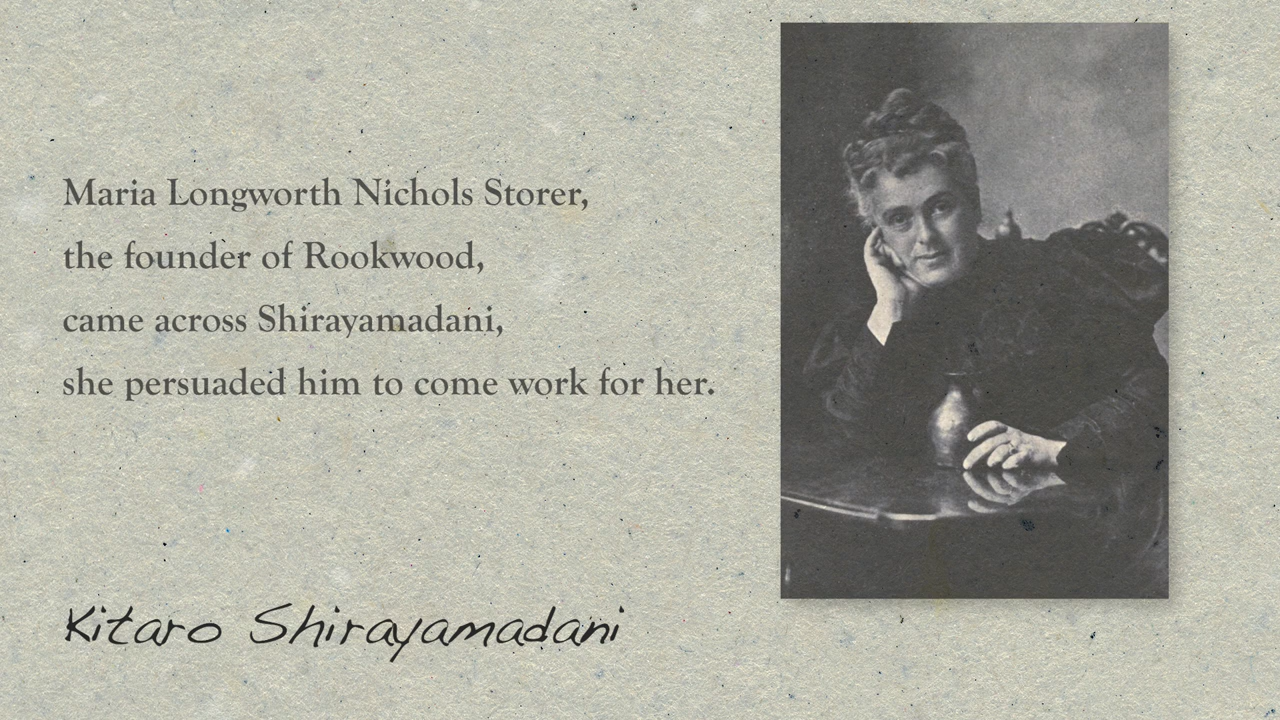 Maria Longworth Nichols Storer,
the founder of Rookwood,
came across Shirayamadani,
she persuaded him to come work for her.
Kitaro Shirayamadani